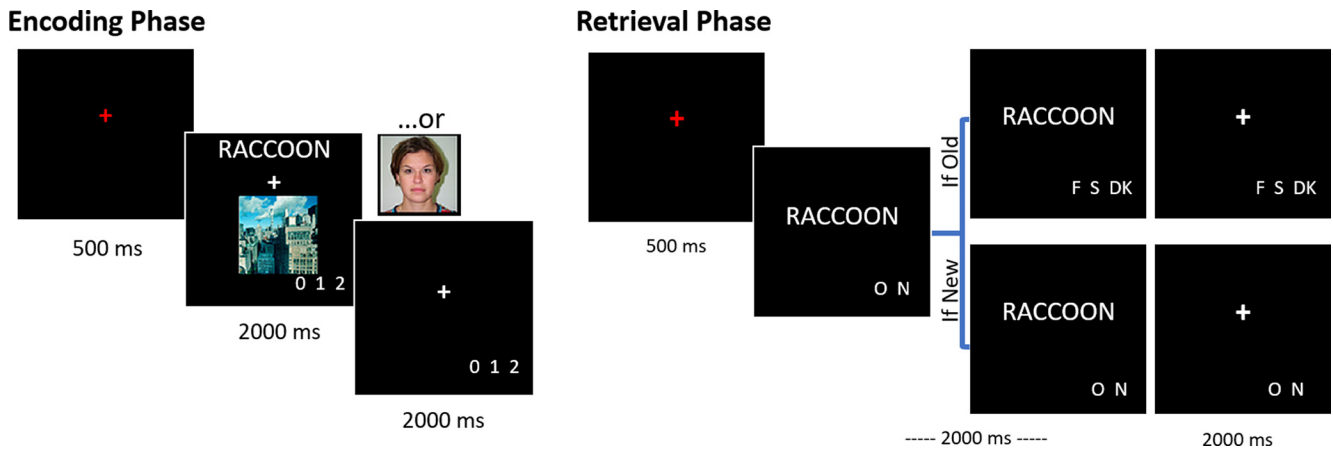 Encoding Phase
500 ms
RACCOON
+
0 1 2
2000 ms
...or
+
0 1 2
2000 ms
Retrieval Phase
+
500 ms
RACCOON
O N
If Old
RACCOON
F S DK
+
F S DK
If New
RACCOON
O N
+
O N
----- 2000 ms -----
2000 ms